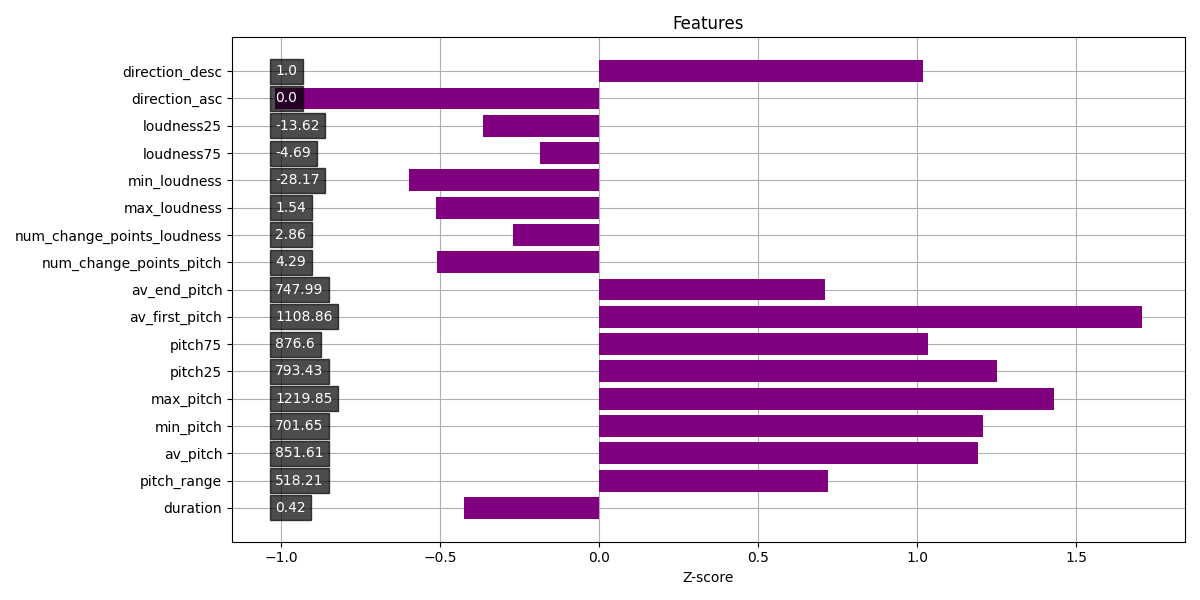 Features
direction_desc 1.0
direction_asc 0.0
loudness25 -13.62
loudness75 -4.69
min_loudness -28.17
max_loudness 1.54
num_change_points_loudness 2.86
num_change_points_pitch 4.29
av_end_pitch 747.99
av_first_pitch 1108.86
pitch75 876.6
pitch25 793.43
max_pitch 1219.85
min_pitch 701.65
av_pitch 851.61
pitch_range 518.21
duration 0.42
−1.0 −0.5 0.0 0.5 1.0 1.5
Z-score